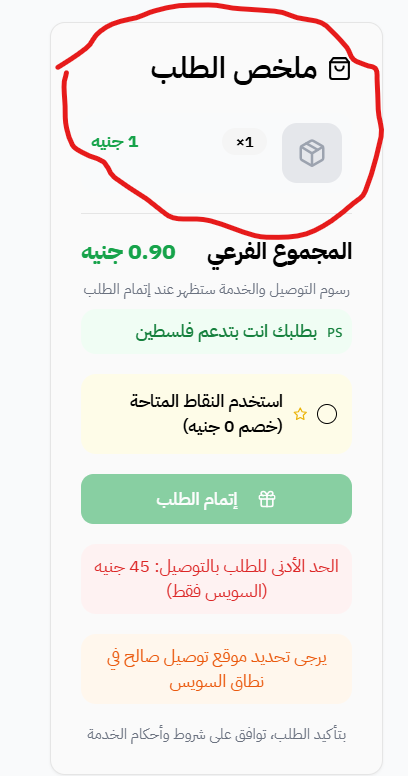 ملخص الطلب
×1
1 جنيه
المجموع الفرعي 0.90 جنيه
رسوم التوصيل والخدمة ستظهر عند إتمام الطلب
PS بطلبك انت بتدعم فلسطين
استخدم النقاط المتاحة
(خصم 0 جنيه)
إتمام الطلب
الحد الأدنى للطلب بالتوصيل: 45 جنيه
(السويس فقط)
يرجى تحديد موقع توصيل صالح في
نطاق السويس
بتأكيد الطلب، توافق على شروط وأحكام الخدمة